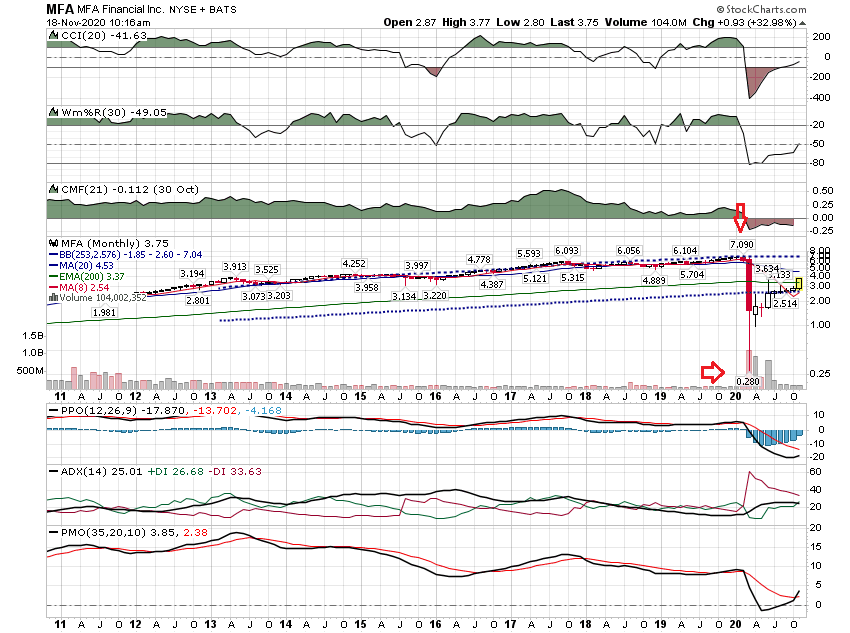 MFA MFA Financial Inc. NYSE + BATS
© StockCharts.com
18-Nov-2020 10:16am
Open 2.87 High 3.77 Low 2.80 Last 3.75 Volume 104.0M Chg +0.93 (+32.98%)
CCI(20) -41.63
200
0
-200
-400
Wm%R(30) -49.05
-20
-50
-80
CMF(21) -0.112 (30 Oct)
0.50
0.25
0.00
-0.25
MFA (Monthly) 3.75
BB(253,2.576) -1.85 - 2.60 - 7.04
MA(20) 4.53
EMA(200) 3.37
MA(8) 2.54
Volume 104,002,352
7.090
3.194
3.913
3.525
4.252
3.997
4.778
5.593
6.093
6.056
6.104
3.634
3.133
1.981
2.801
3.073
3.203
3.958
3.134
3.220
4.387
5.121
5.315
4.889
5.704
2.514
0.280
8.00
5.00
4.00
3.00
2.00
1.00
0.25
1.5B
1.0B
500M
11 A J O 12 A J O 13 A J O 14 A J O 15 A J O 16 A J O 17 A J O 18 A J O 19 A J O 20 A J O
PPO(12,26,9) -17.870, -13.702, -4.168
10
0
-10
-20
ADX(14) 25.01 +DI 26.68 -DI 33.63
60
40
20
PMO(35,20,10) 3.85, 2.38
20
15
10
5
0
11 A J O 12 A J O 13 A J O 14 A J O 15 A J O 16 A J O 17 A J O 18 A J O 19 A J O 20 A J O